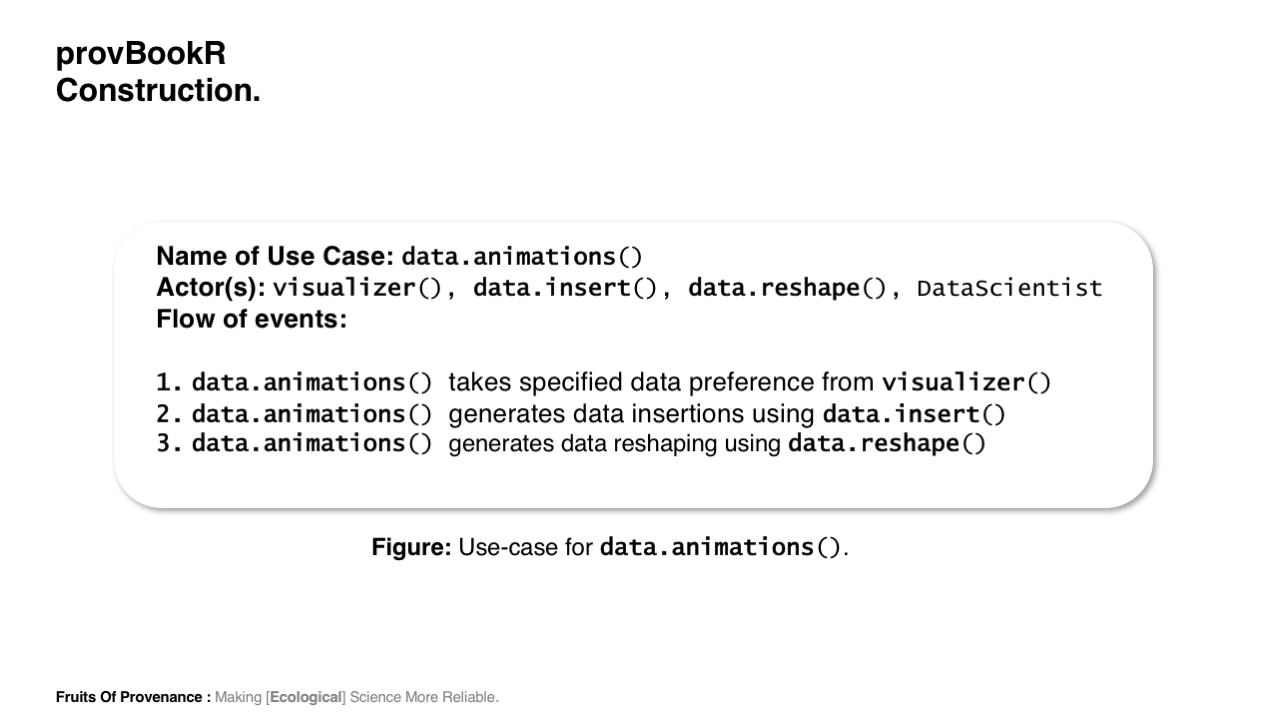 provBookR
Construction.
Name of Use Case: data.animations()
Actor(s): visualizer(), data.insert(), data.reshape(), DataScientist
Flow of events:
1. data.animations() takes specified data preference from visualizer()
2. data.animations() generates data insertions using data.insert()
3. data.animations() generates data reshaping using data.reshape()
Figure: Use-case for data.animations().
Fruits Of Provenance : Making [Ecological] Science More Reliable.